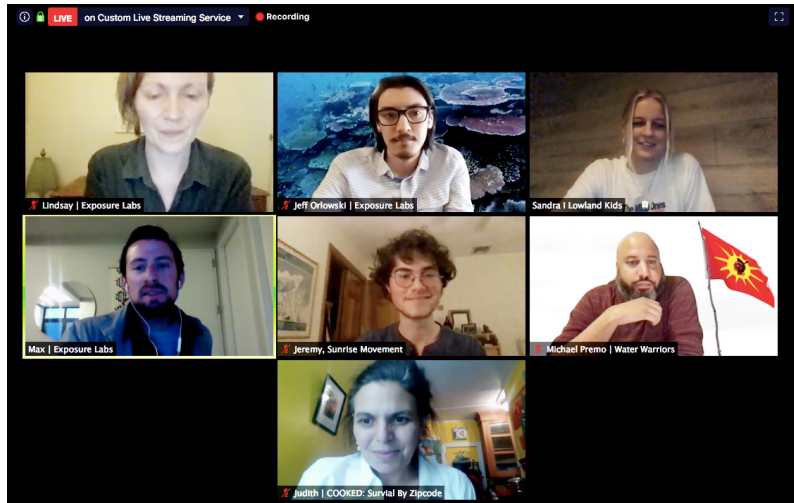 LIVE on Custom Live Streaming Service Recording
Lindsay | Exposure Labs
Jeff Orlowski | Exposure Labs
Sandra I Lowland Kids
Max | Exposure Labs
Jeremy, Sunrise Movement
Michael Premo | Water Warriors
Judith | COOKED: Survial By Zipcode